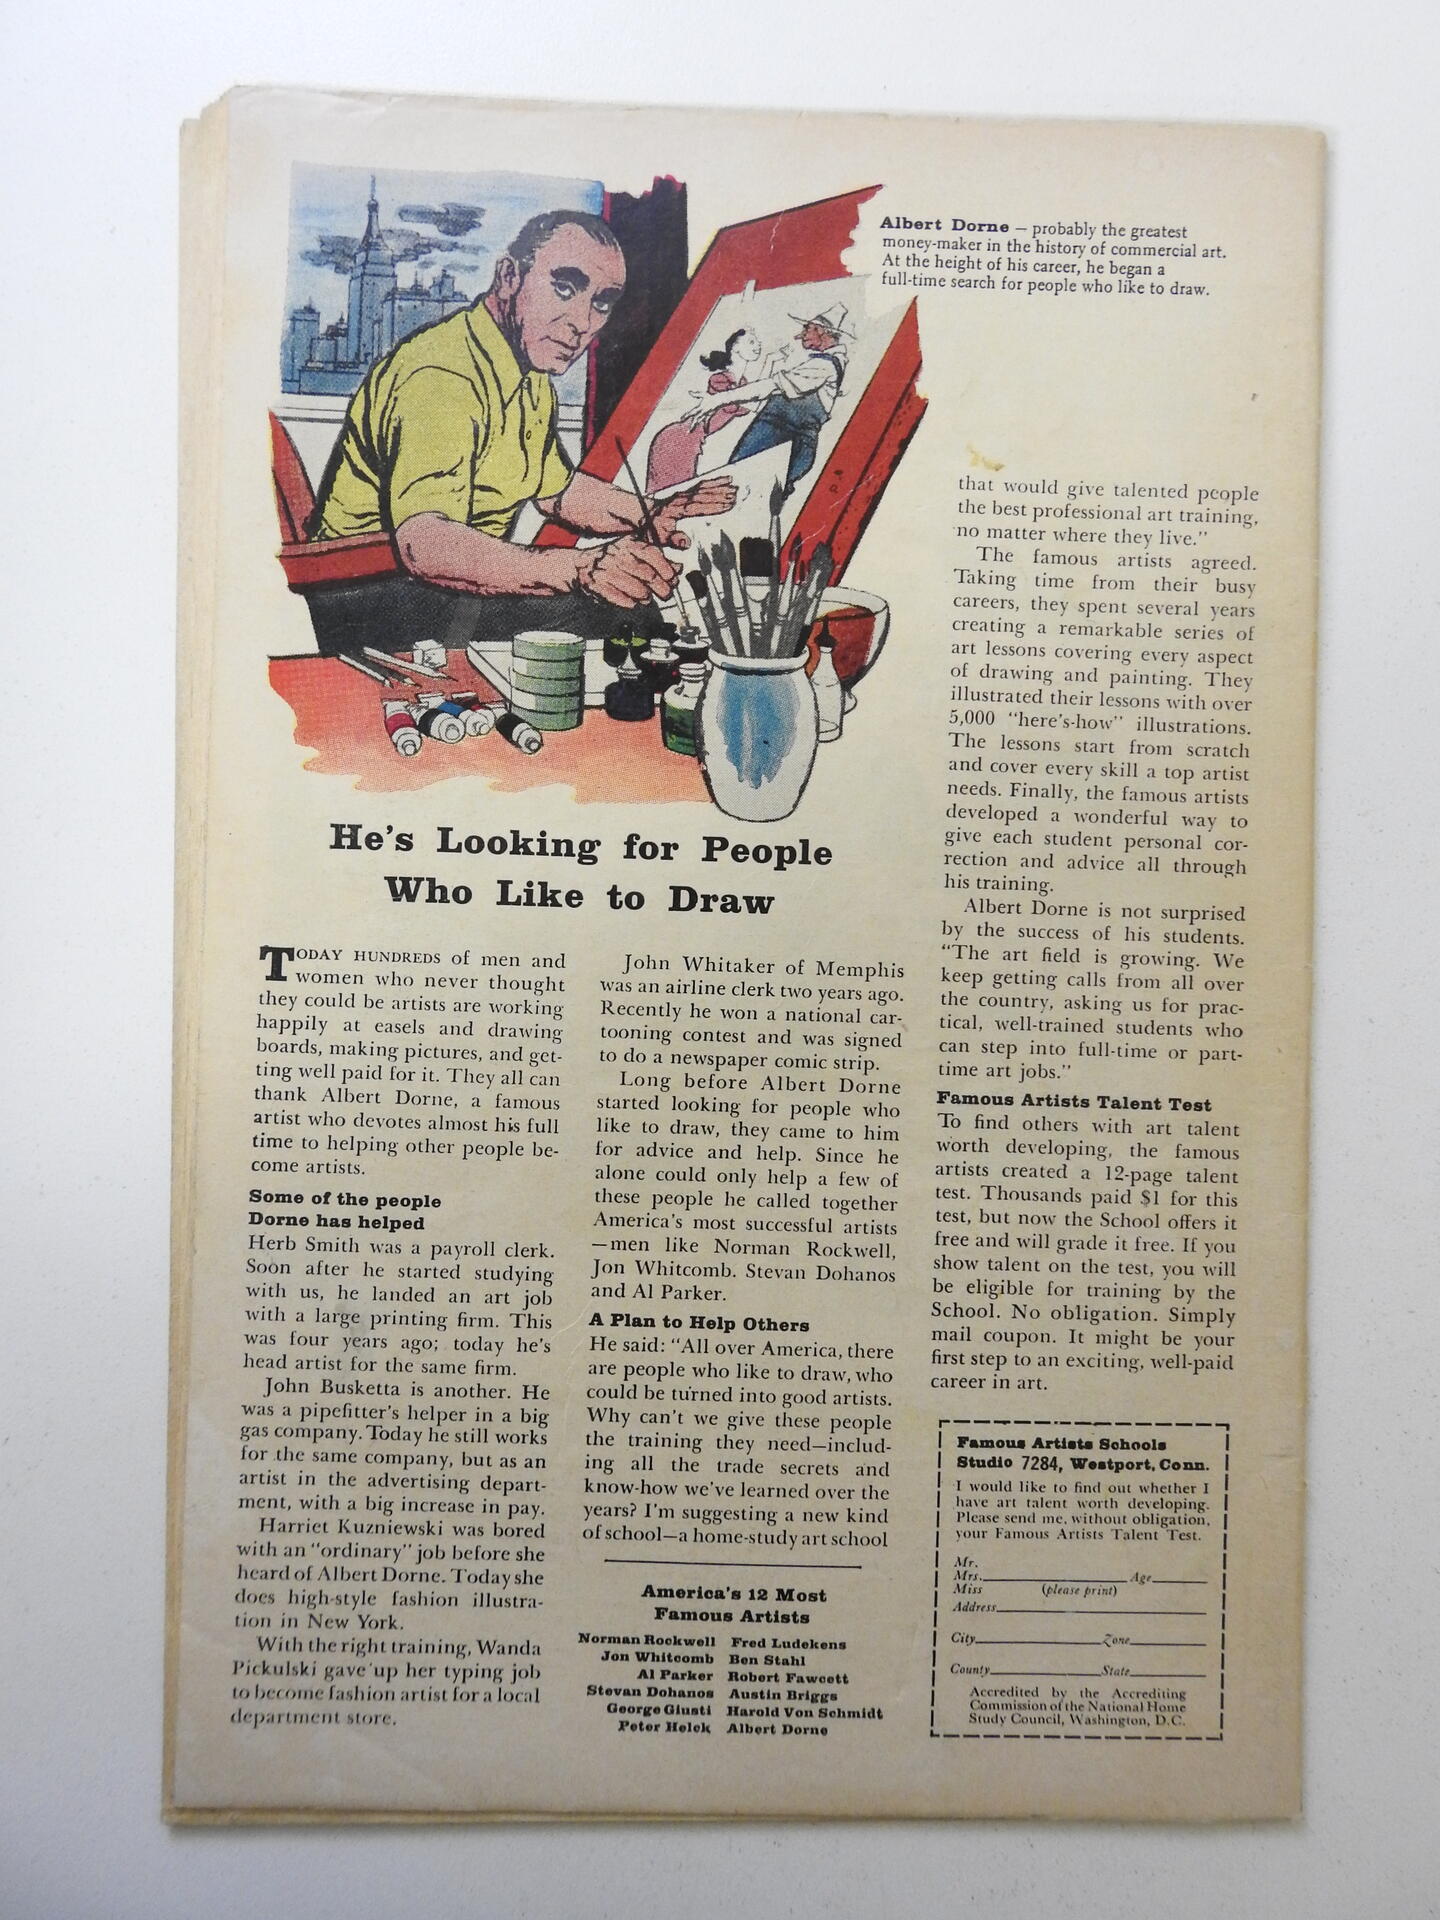 Albert Dorne — probably the greatest
money-maker in the history of commercial art.
At the height of his career, he began a
full-time search for people who like to draw.
He's Looking for People
Who Like to Draw
TODAY HUNDREDS of men and
women who never thought
they could be artists are working
happily at easels and drawing
boards, making pictures, and get-
ting well paid for it. They all can
thank Albert Dorne, a famous
artist who devotes almost his full
time to helping other people be-
come artists.
Some of the people
Dorne has helped
Herb Smith was a payroll clerk.
Soon after he started studying
with us, he landed an art job
with a large printing firm. This
was four years ago; today he's
head artist for the same firm.
John Busketta is another. He
was a pipefitter's helper in a big
gas company. Today he still works
for the same company, but as an
artist in the advertising depart-
ment, with a big increase in pay.
Harriet Kuzniewski was bored
with an "ordinary" job before she
heard of Albert Dorne. Today she
does high-style fashion illustra-
tion in New York.
With the right training, Wanda
Pickulski gave up her typing job
to become fashion artist for a local
department store.
John Whitaker of Memphis
was an airline clerk two years ago.
Recently he won a national car-
tooning contest and was signed
to do a newspaper comic strip.
Long before Albert Dorne
started looking for people who
like to draw, they came to him
for advice and help. Since he
alone could only help a few of
these people he called together
America's most successful artists
—men like Norman Rockwell,
Jon Whitcomb. Stevan Dohanos
and Al Parker.
A Plan to Help Others
He said: "All over America, there
are people who like to draw, who
could be turned into good artists.
Why can't we give these people
the training they need—includ-
ing all the trade secrets and
know-how we've learned over the
years? I'm suggesting a new kind
of school—a home-study art school
America's 12 Most
Famous Artists
Norman Rockwell Fred Ludekens
Jon Whitcomb Ben Stahl
Al Parker Robert Fawcett
Stevan Dohanos Austin Briggs
George Giusti Harold Von Schmidt
Peter Helck Albert Dorne
that would give talented people
the best professional art training,
no matter where they live."
The famous artists agreed.
Taking time from their busy
careers, they spent several years
creating a remarkable series of
art lessons covering every aspect
of drawing and painting. They
illustrated their lessons with over
5,000 "here's-how" illustrations.
The lessons start from scratch
and cover every skill a top artist
needs. Finally, the famous artists
developed a wonderful way to
give each student personal cor-
rection and advice all through
his training.
Albert Dorne is not surprised
by the success of his students.
"The art field is growing. We
keep getting calls from all over
the country, asking us for prac-
tical, well-trained students who
can step into full-time or part-
time art jobs."
Famous Artists Talent Test
To find others with art talent
worth developing, the famous
artists created a 12-page talent
test. Thousands paid $1 for this
test, but now the School offers it
free and will grade it free. If you
show talent on the test, you will
be eligible for training by the
School. No obligation. Simply
mail coupon. It might be your
first step to an exciting, well-paid
career in art.
Famous Artists Schools
Studio 7284, Westport, Conn.
I would like to find out whether I
have art talent worth developing.
Please send me, without obligation,
your Famous Artists Talent Test.
Mr.
Mrs. Age
Miss (please print)
Address
City Zone
County State
Accredited by the Accrediting
Commission of the National Home
Study Council, Washington, D.C.